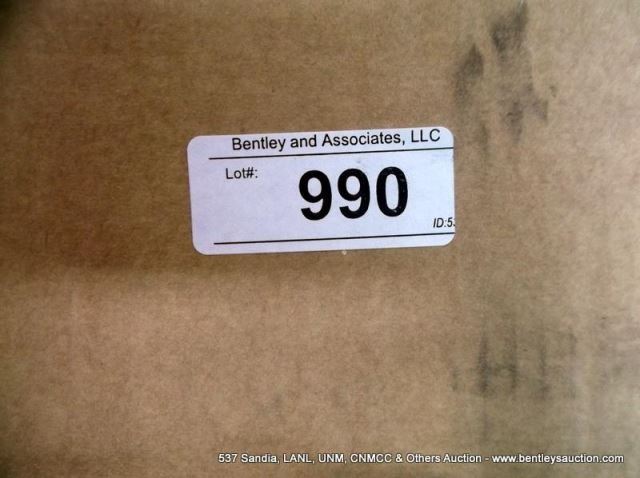 Bentley and Associates, LLC
Lot#:
990
ID:5
537 Sandia, LANL, UNM, CNMCC & Others Auction - www.bentleysauction.com